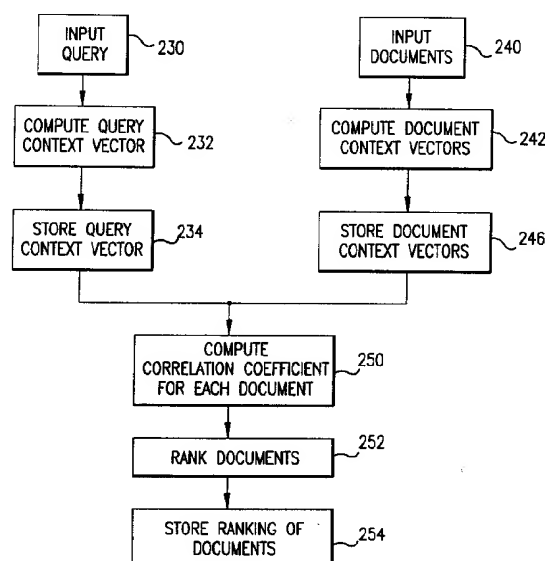 INPUT
QUERY
230
INPUT
DOCUMENTS
240
COMPUTE QUERY
CONTEXT VECTOR
232
COMPUTE DOCUMENT
CONTEXT VECTORS
242
STORE QUERY
CONTEXT VECTOR
234
STORE DOCUMENT
CONTEXT VECTORS
246
COMPUTE
CORRELATION COEFFICIENT
FOR EACH DOCUMENT
250
RANK DOCUMENTS
252
STORE RANKING OF
DOCUMENTS
254